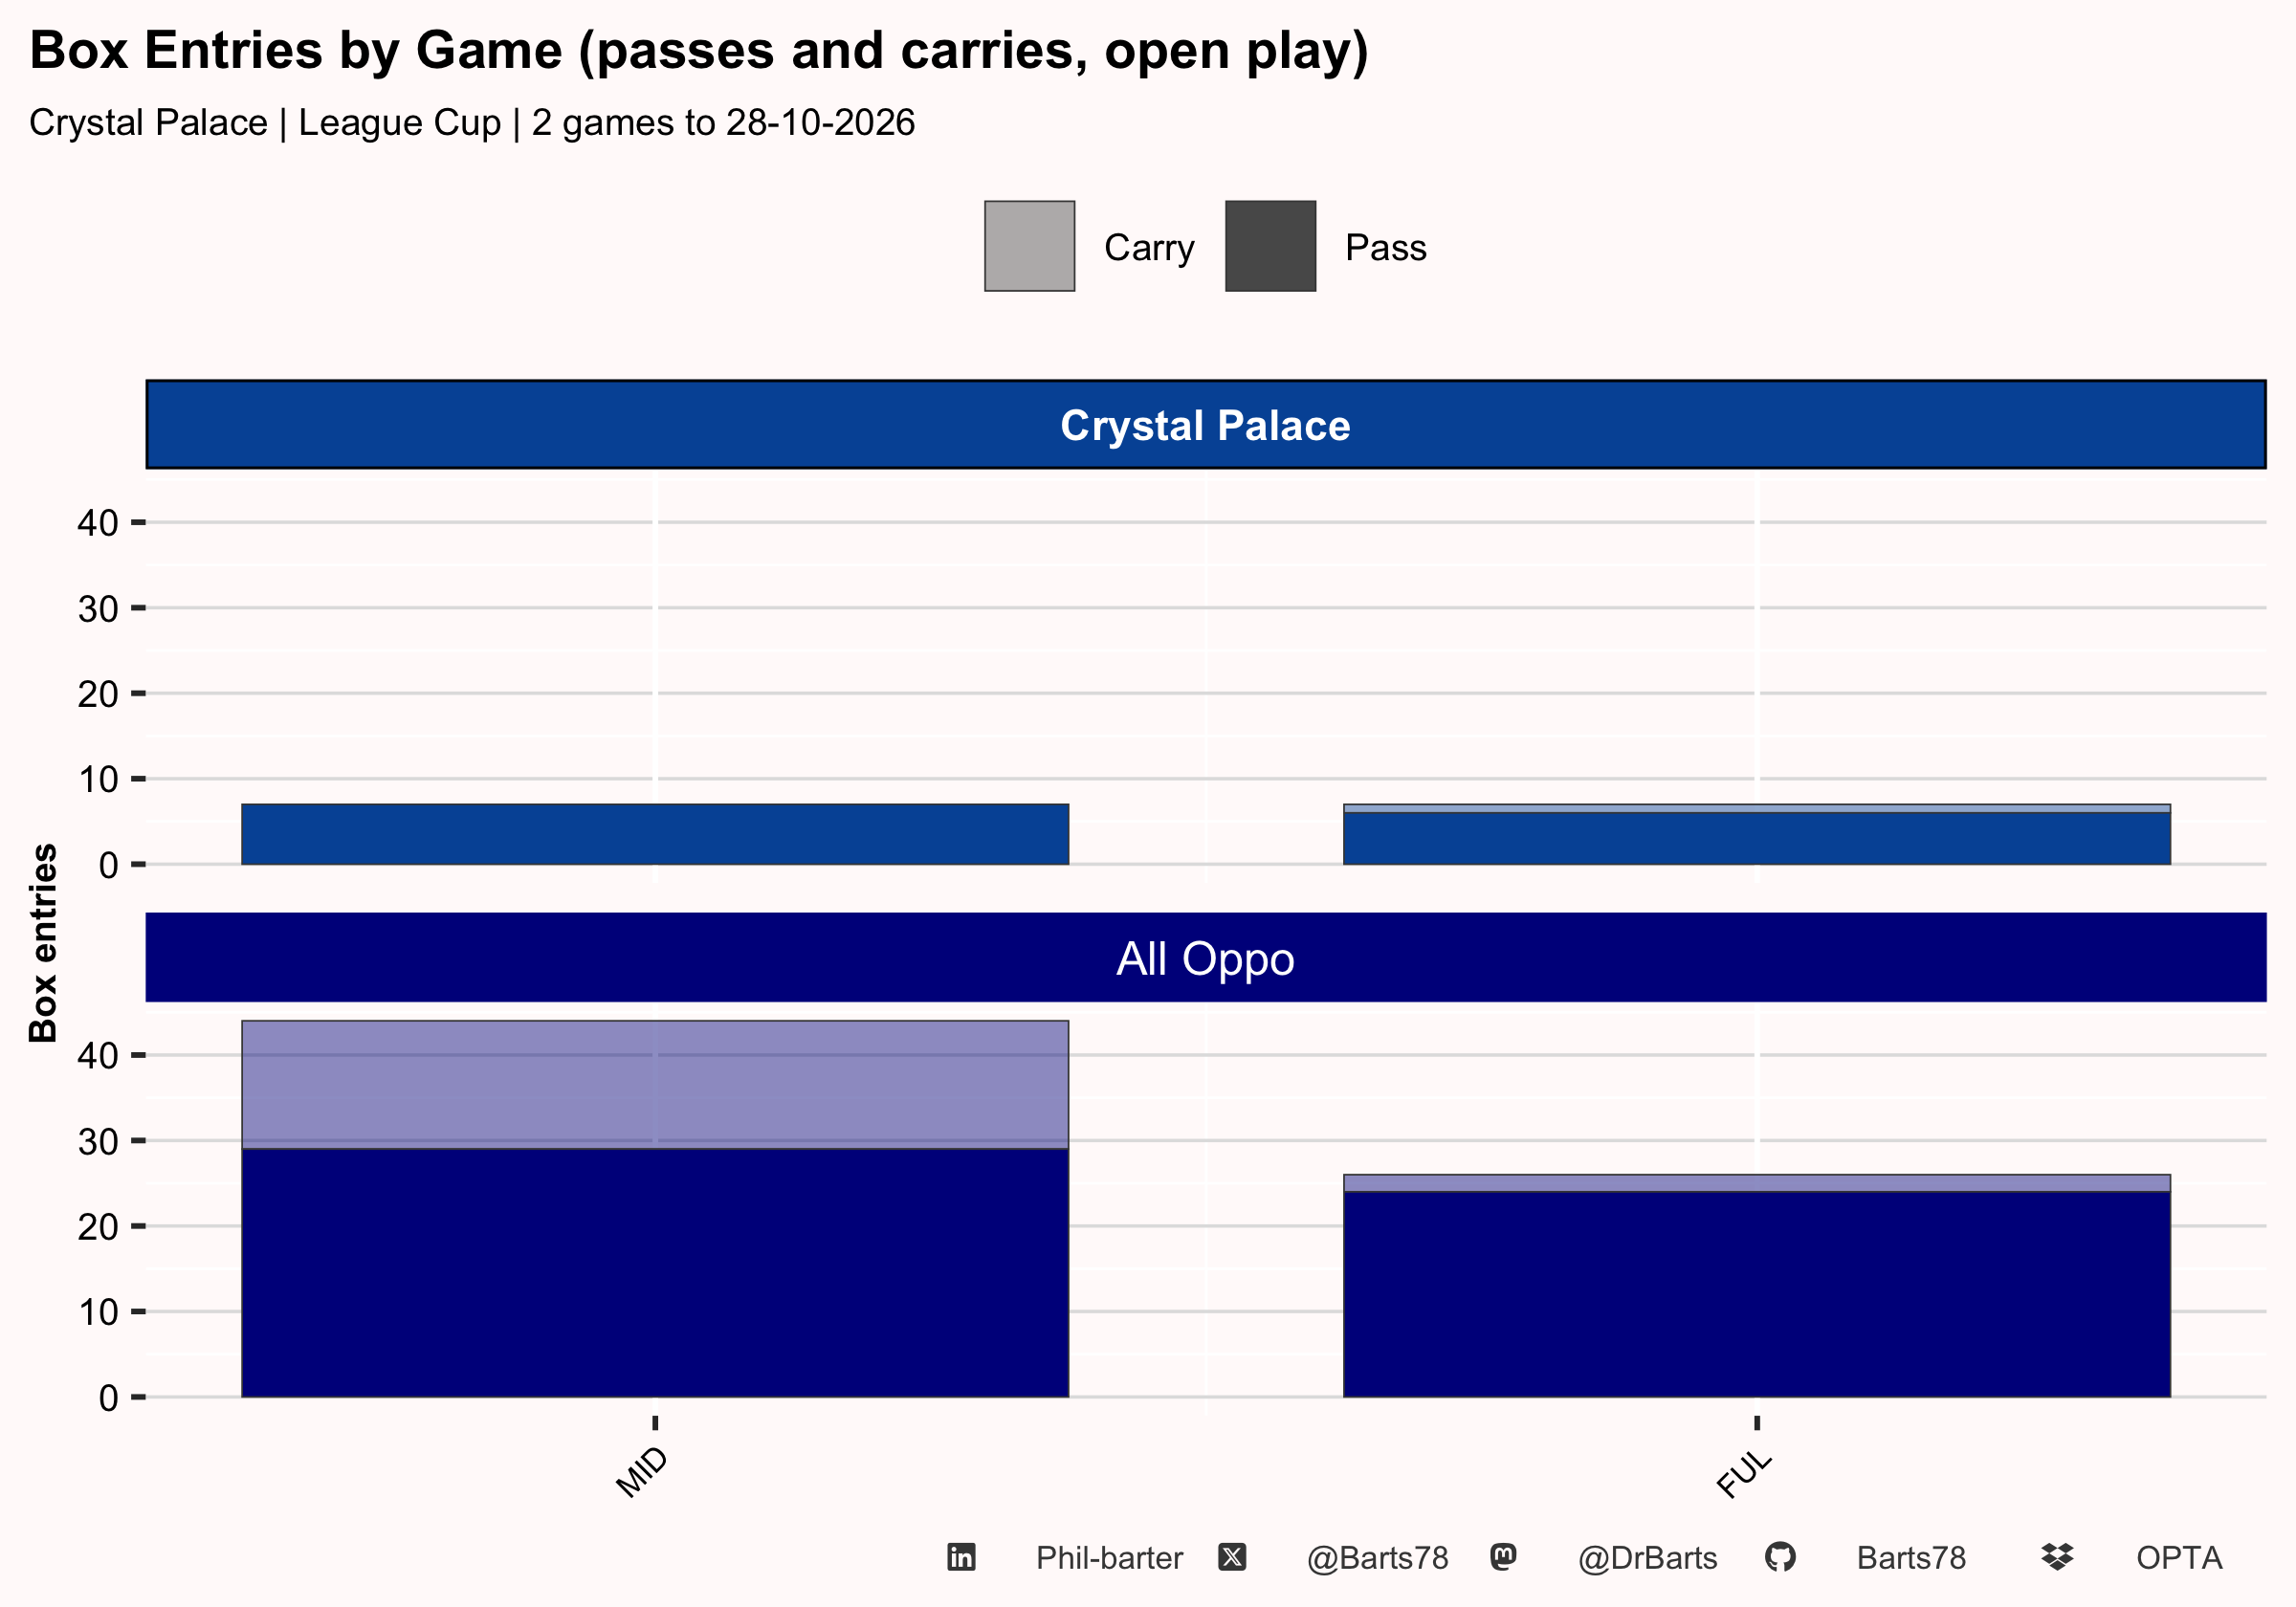 Box Entries by Game (passes and carries, open play)
Crystal Palace | League Cup | 2 games to 28-10-2026
Carry
Pass
Crystal Palace
40
30
20
10
0
Box entries
All Oppo
40
30
20
10
0
MID
FUL
Phil-barter
@Barts78
@DrBarts
Barts78
OPTA